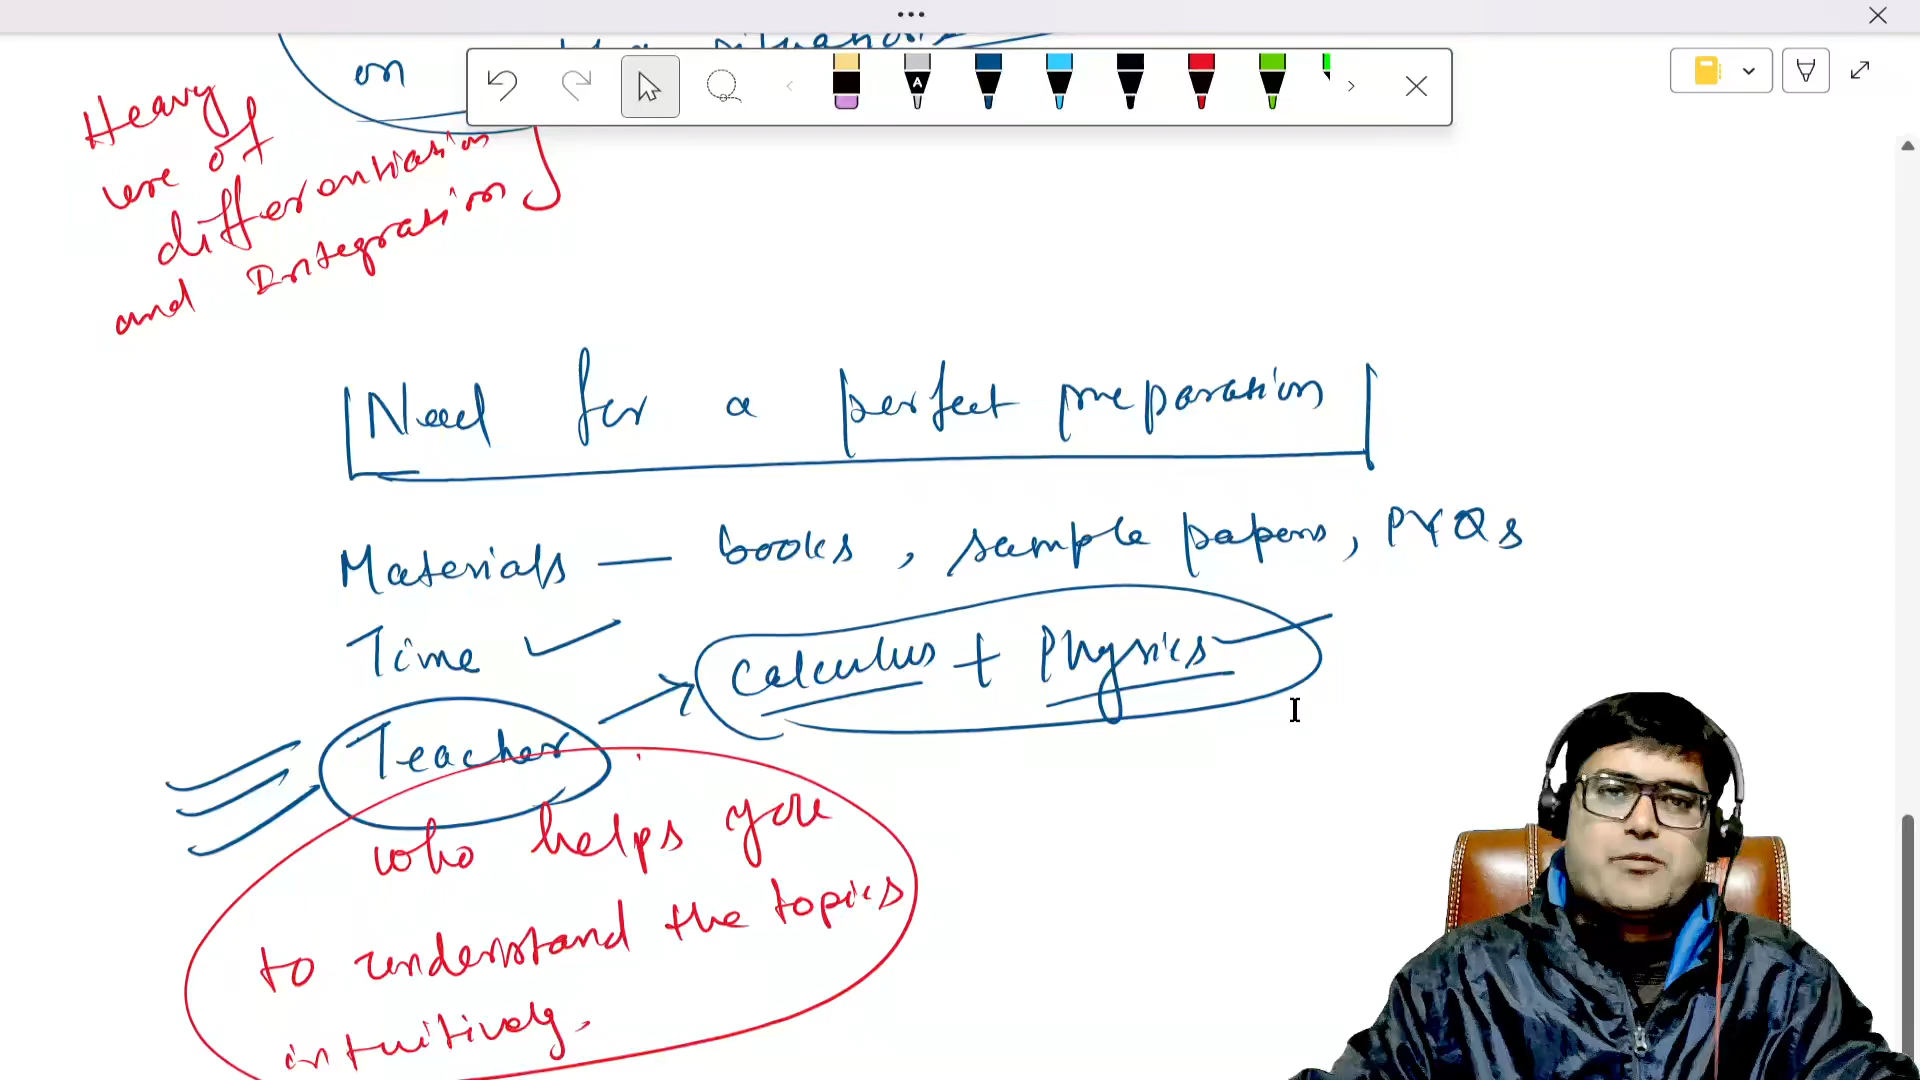 on
Heavy
use of
differentiation
and Integration
Need for a perfect preparation
Materials — books, sample papers, PYQs
Time ✓
Calculus + Physics
Teacher
who helps you
to understand the topics
intuitively.